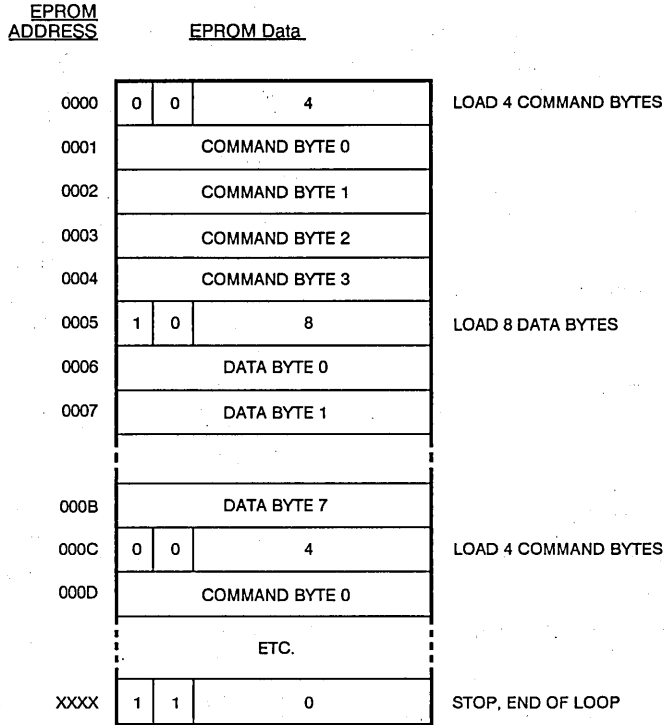 EPROM
ADDRESS EPROM Data
0000 0 0 4 LOAD 4 COMMAND BYTES
0001 COMMAND BYTE 0
0002 COMMAND BYTE 1
0003 COMMAND BYTE 2
0004 COMMAND BYTE 3
0005 1 0 8 LOAD 8 DATA BYTES
0006 DATA BYTE 0
0007 DATA BYTE 1
000B DATA BYTE 7
000C 0 0 4 LOAD 4 COMMAND BYTES
000D COMMAND BYTE 0
ETC.
XXXX 1 1 0 STOP, END OF LOOP